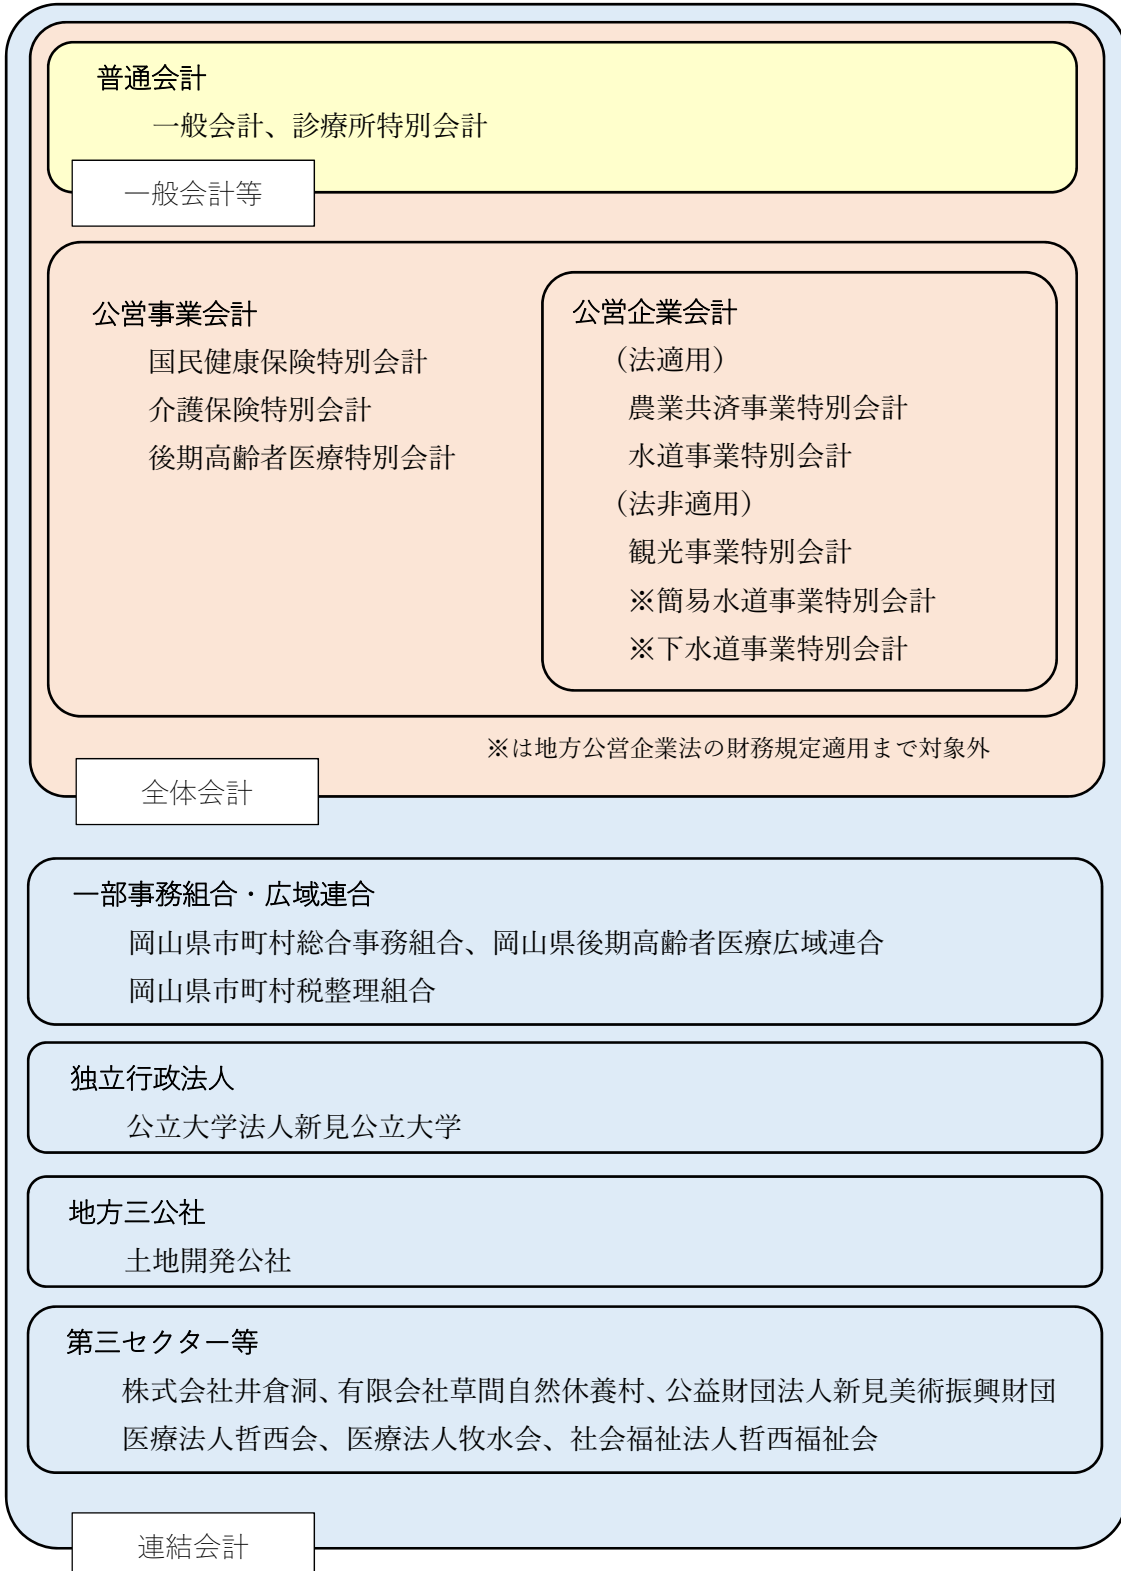 普通会計
一般会計、診療所特別会計
一般会計等
公営事業会計
国民健康保険特別会計
介護保険特別会計
後期高齢者医療特別会計
公営企業会計
（法適用）
農業共済事業特別会計
水道事業特別会計
（法非適用）
観光事業特別会計
※簡易水道事業特別会計
※下水道事業特別会計
※は地方公営企業法の財務規定適用まで対象外
全体会計
一部事務組合・広域連合
岡山県市町村総合事務組合、岡山県後期高齢者医療広域連合
岡山県市町村税整理組合
独立行政法人
公立大学法人新見公立大学
地方三公社
土地開発公社
第三セクター等
株式会社井倉洞、有限会社草間自然休養村、公益財団法人新見美術振興財団
医療法人哲西会、医療法人牧水会、社会福祉法人哲西福祉会
連結会計